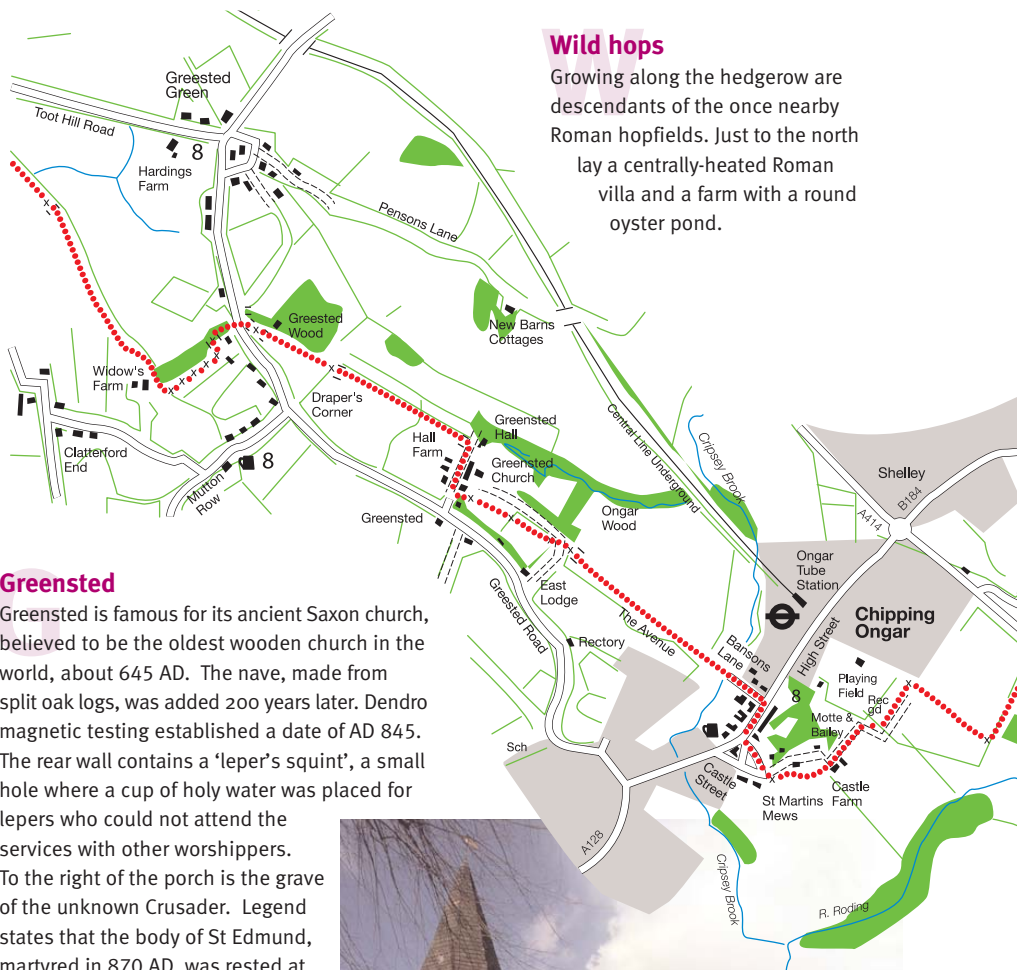 W
Wild hops
Growing along the hedgerow are
descendants of the once nearby
Roman hopfields. Just to the north
lay a centrally-heated Roman
villa and a farm with a round
oyster pond.
Greested
Green
Toot Hill Road
8
Hardings
Farm
Pensons Lane
Greested
Wood
New Barns
Cottages
Widow's
Farm
Draper's
Corner
Clatterford
End
Mutton
Row
8
Hall
Farm
Greensted
Hall
Greensted
Church
Greensted
Ongar
Wood
Central Line Underground
Cripsey Brook
Shelley
B184
A414
Ongar
Tube
Station
Chipping
Ongar
High Street
East
Lodge
Greested Road
The Avenue
Rectory
Bansons
Lane
Playing
Field
Rec
gd
8
Motte &
Bailey
Sch
Castle
Street
St Martins
Mews
Castle
Farm
A128
Cripsey Brook
R. Roding
G
Greensted
Greensted is famous for its ancient Saxon church,
believed to be the oldest wooden church in the
world, about 645 AD. The nave, made from
split oak logs, was added 200 years later. Dendro
magnetic testing established a date of AD 845.
The rear wall contains a ‘leper’s squint’, a small
hole where a cup of holy water was placed for
lepers who could not attend the
services with other worshippers.
To the right of the porch is the grave
of the unknown Crusader. Legend
states that the body of St Edmund,
martyred in 870 AD, was rested at